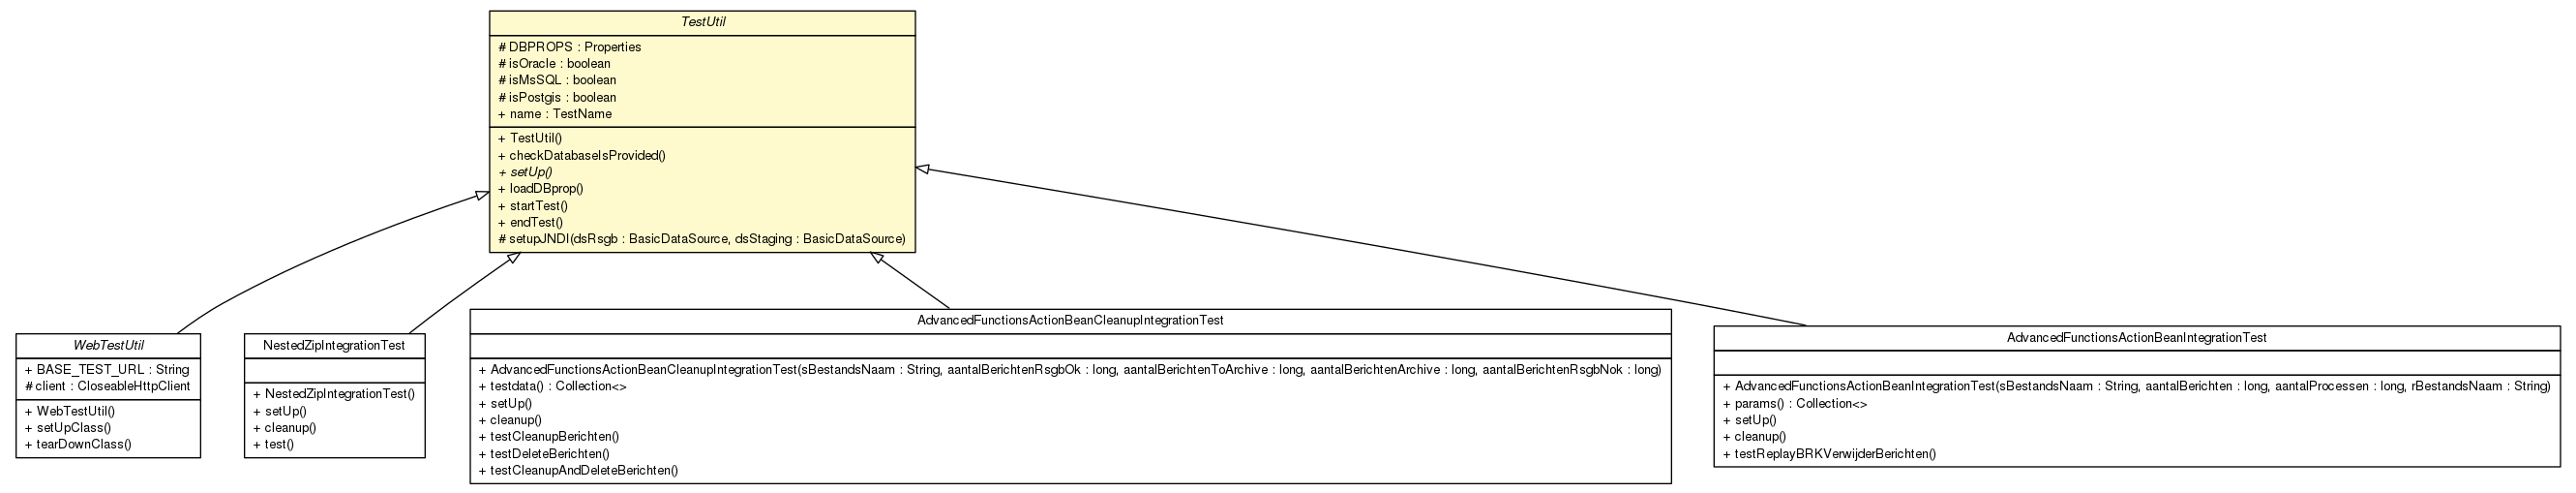 TestUtil
# DBPROPS : Properties
# isOracle : boolean
# isMsSQL : boolean
# isPostgis : boolean
+ name : TestName
+ TestUtil()
+ checkDatabaseIsProvided()
+ setUp()
+ loadDBprop()
+ startTest()
+ endTest()
# setupJNDI(dsRsgb : BasicDataSource, dsStaging : BasicDataSource)
WebTestUtil
+ BASE_TEST_URL : String
# client : CloseableHttpClient
+ WebTestUtil()
+ setUpClass()
+ tearDownClass()
NestedZipIntegrationTest
+ NestedZipIntegrationTest()
+ setUp()
+ cleanup()
+ test()
AdvancedFunctionsActionBeanCleanupIntegrationTest
+ AdvancedFunctionsActionBeanCleanupIntegrationTest(sBestandsNaam : String, aantalBerichtenRsgbOk : long, aantalBerichtenToArchive : long, aantalBerichtenArchive : long, aantalBerichtenRsgbNok : long)
+ testdata() : Collection<>
+ setUp()
+ cleanup()
+ testCleanupBerichten()
+ testDeleteBerichten()
+ testCleanupAndDeleteBerichten()
AdvancedFunctionsActionBeanIntegrationTest
+ AdvancedFunctionsActionBeanIntegrationTest(sBestandsNaam : String, aantalBerichten : long, aantalProcessen : long, rBestandsNaam : String)
+ params() : Collection<>
+ setUp()
+ cleanup()
+ testReplayBRKVerwijderBerichten()